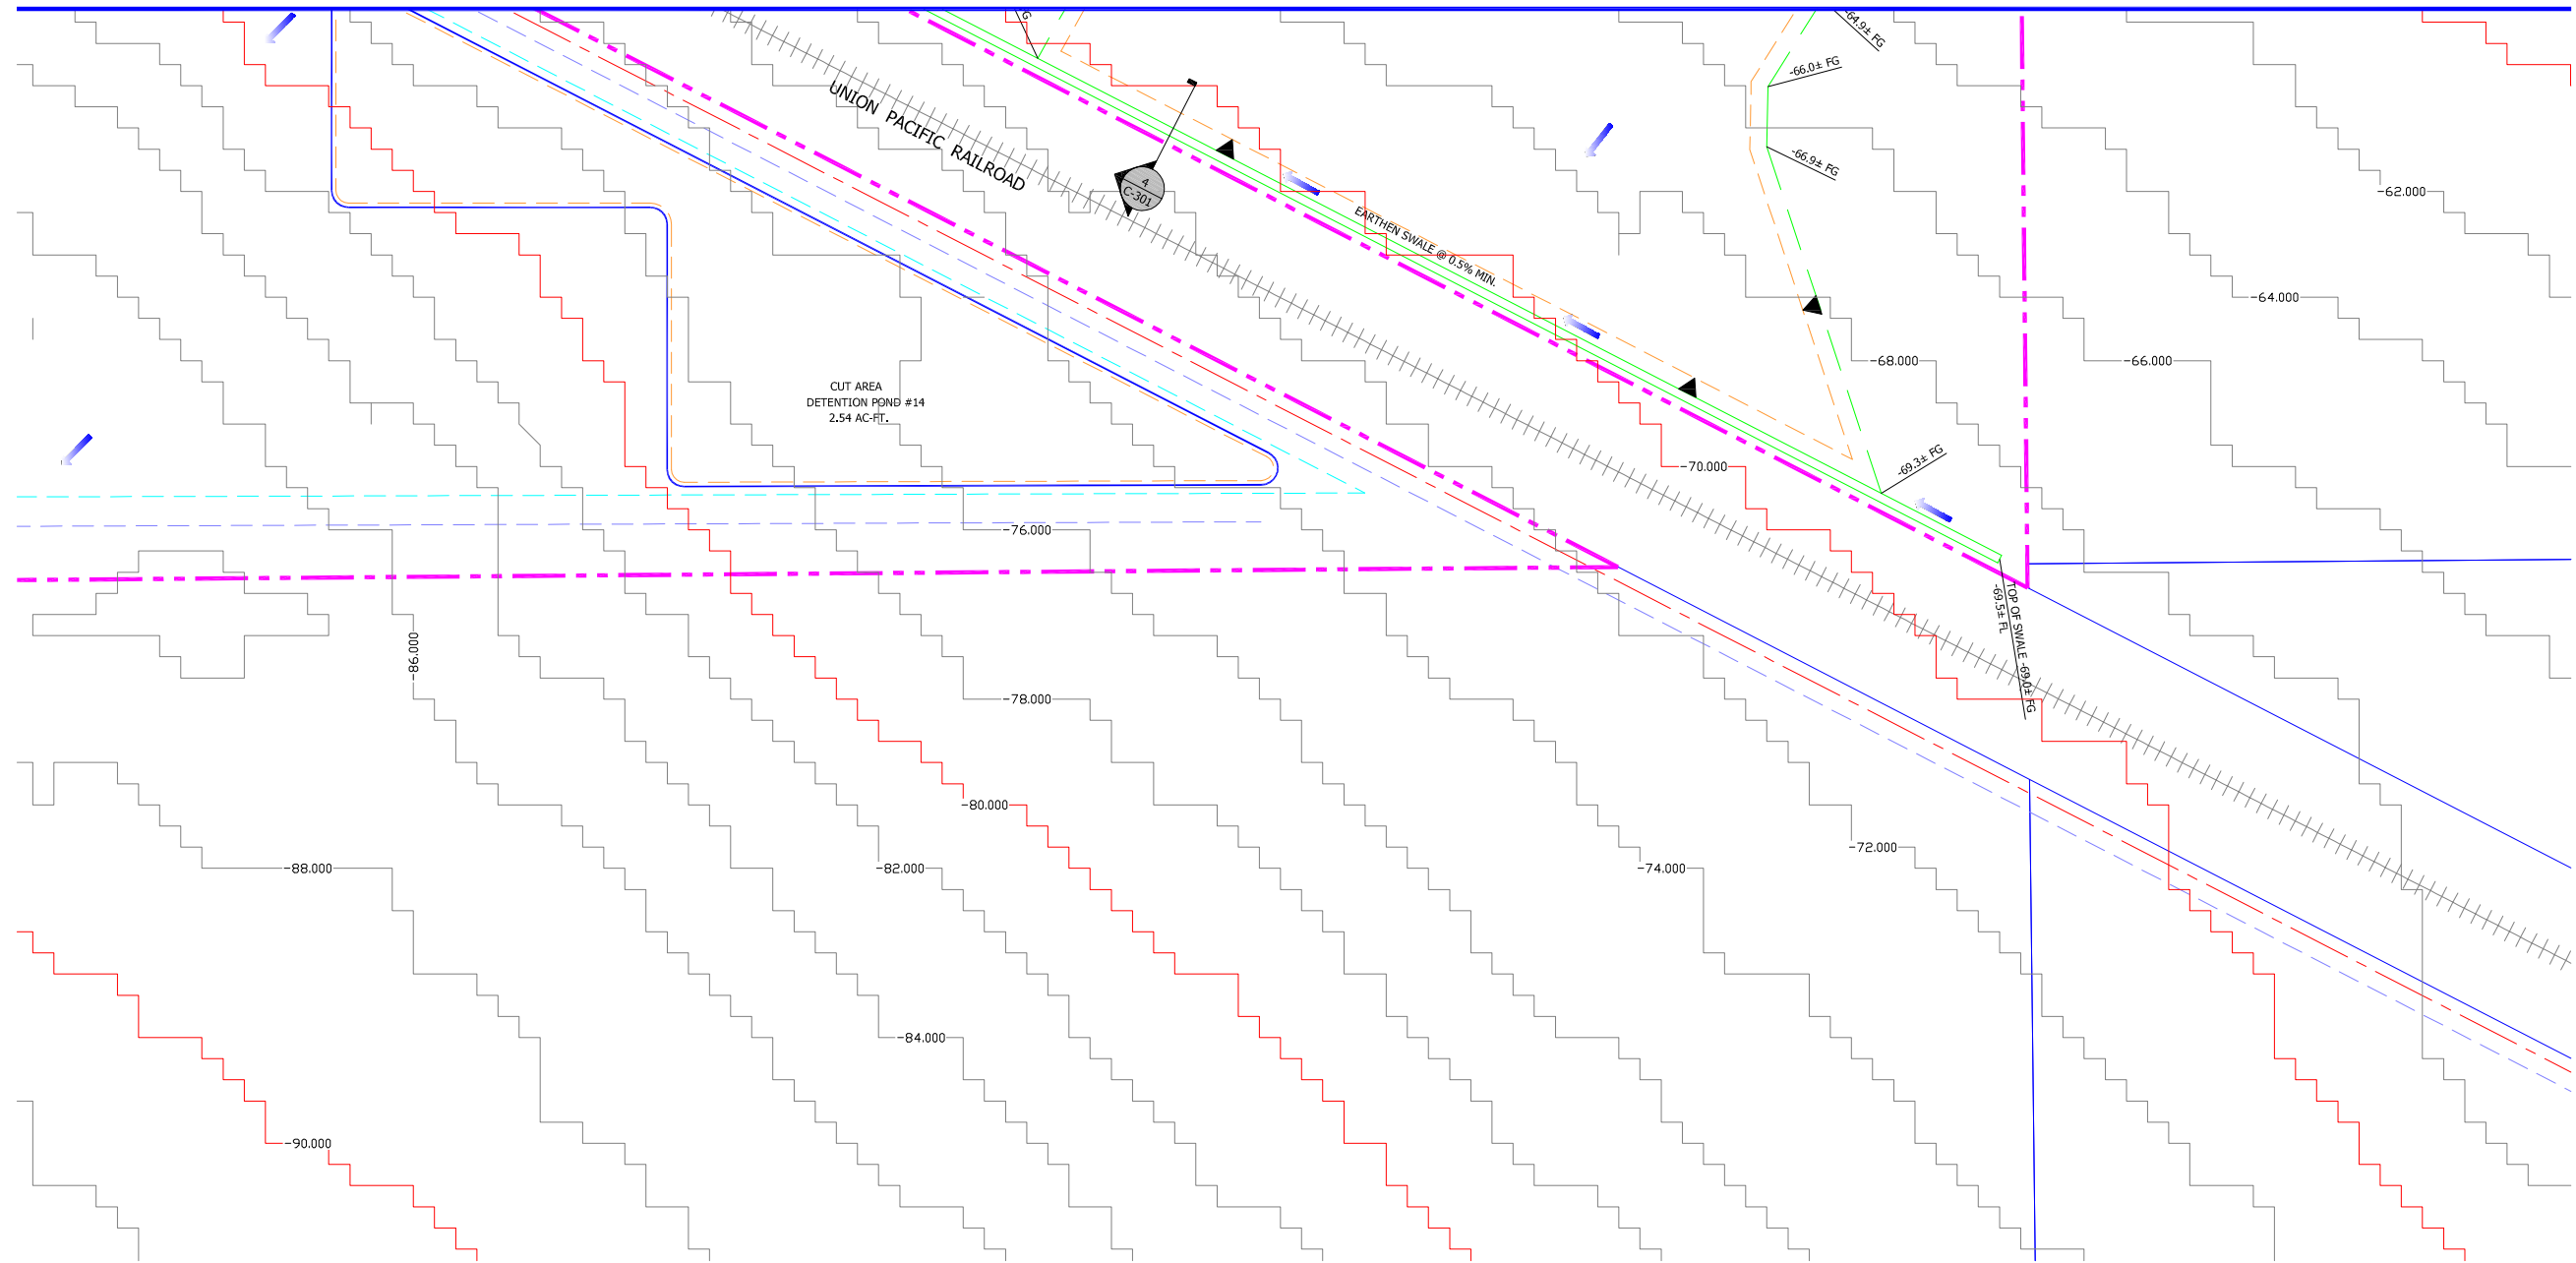 G
-64.9± FG
-66.0± FG
UNION PACIFIC RAILROAD
-66.9± FG
4
C-301
-62.000
EARTHEN SWALE @ 0.5% MIN.
-64.000
-68.000
-66.000
CUT AREA
DETENTION POND #14
2.54 AC-FT.
-69.3± FG
-70.000
-76.000
TOP OF SWALE -69.0± FG
-69.5± FL
-86.000
-78.000
-80.000
-72.000
-88.000
-82.000
-74.000
-84.000
-90.000